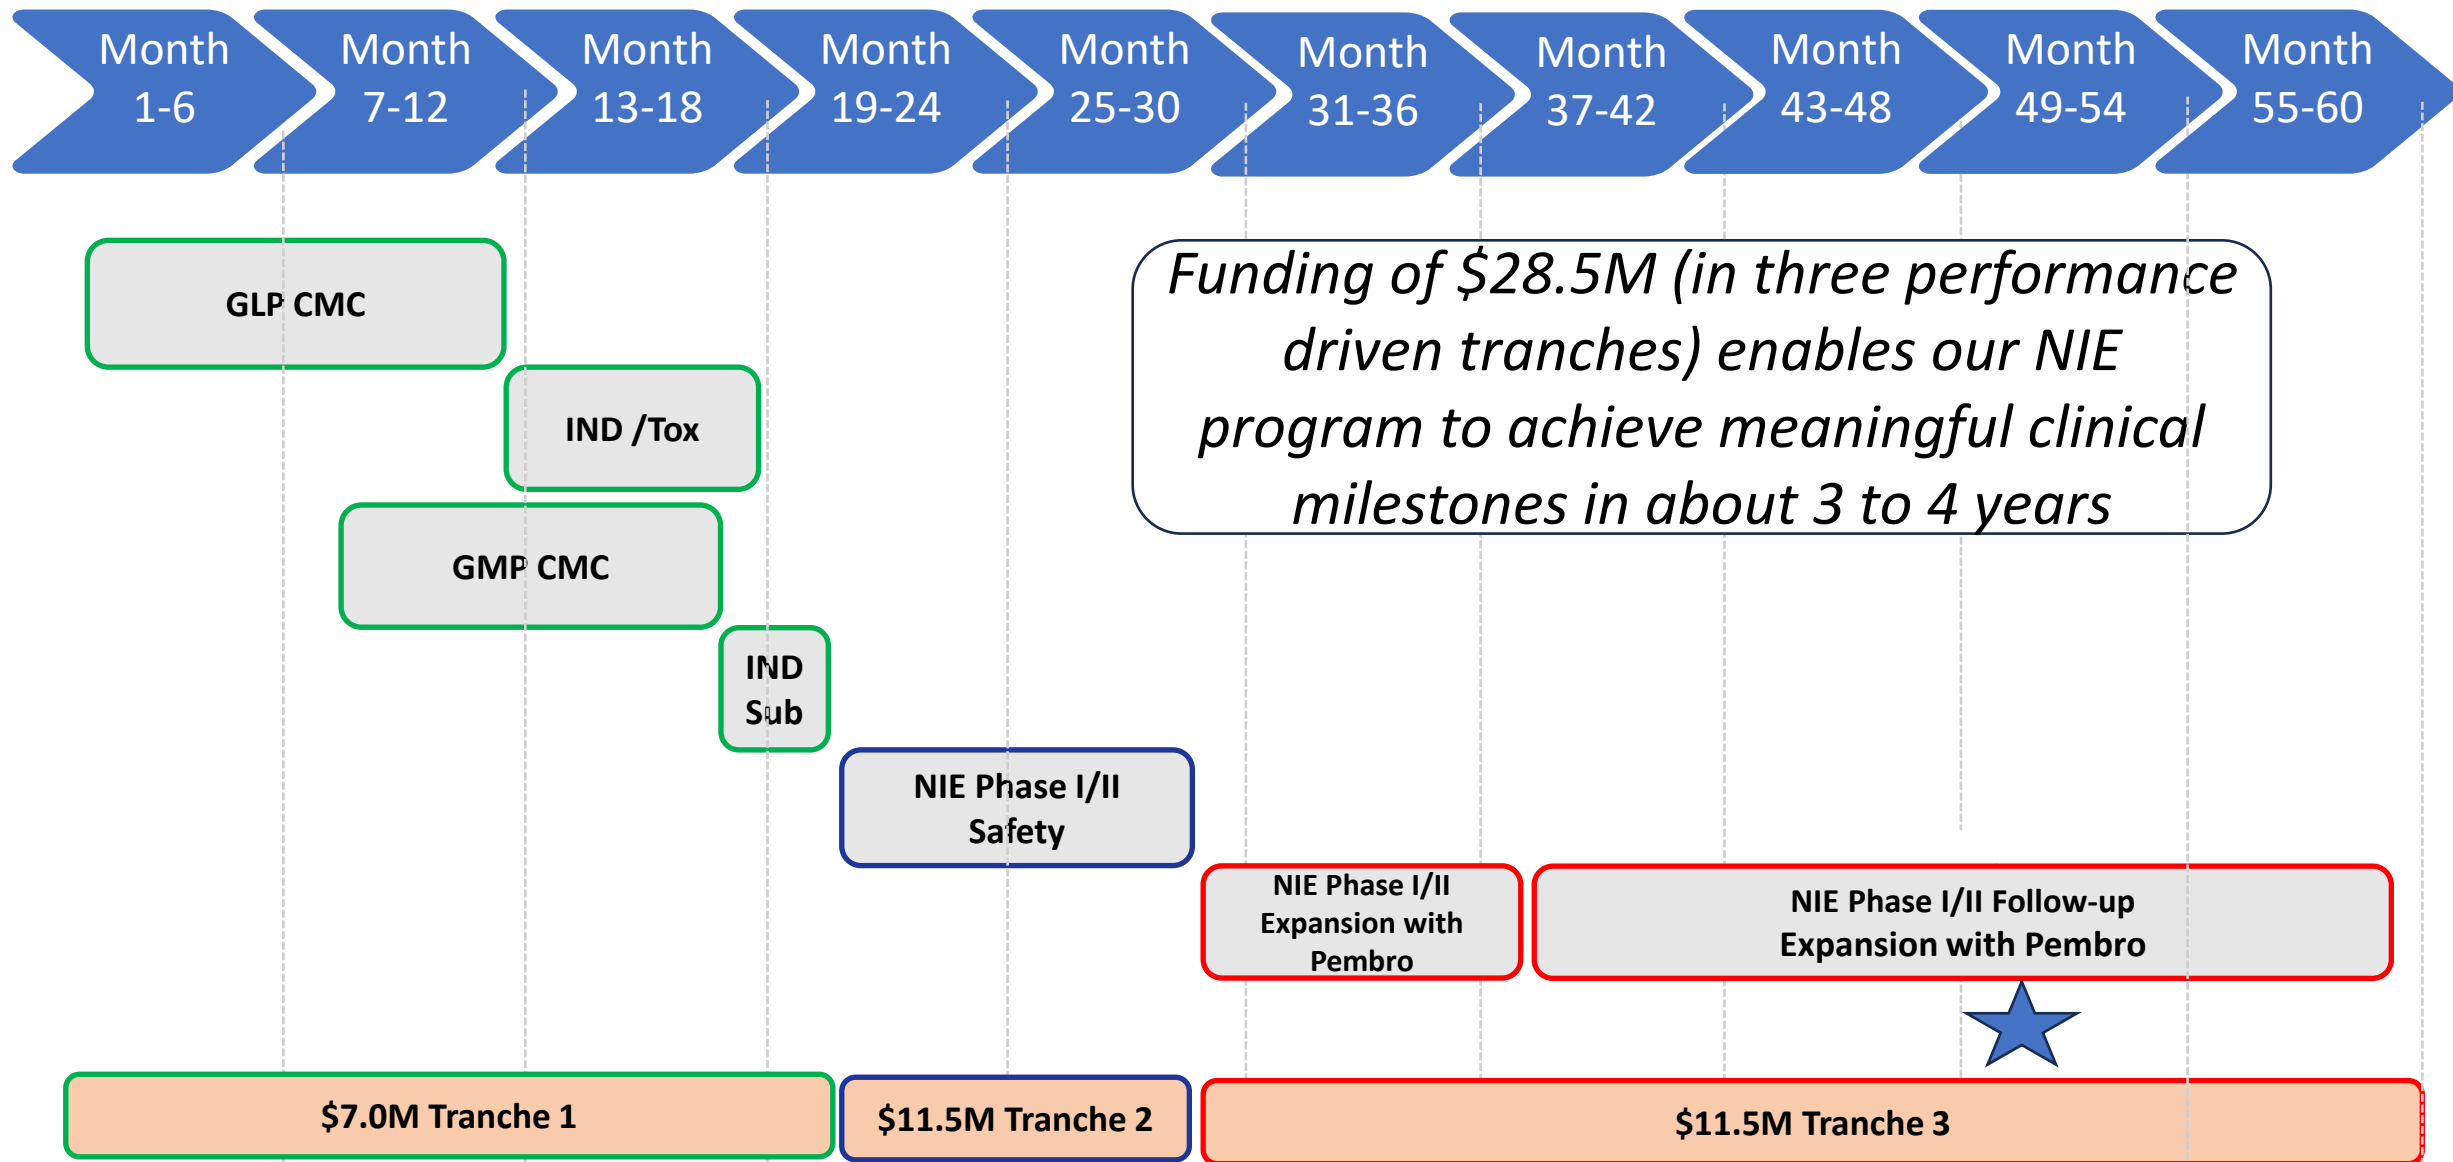 Month
1-6
Month
7-12
Month
13-18
Month
19-24
Month
25-30
Month
31-36
Month
37-42
Month
43-48
Month
49-54
Month
55-60
Funding of $28.5M (in three performance
driven tranches) enables our NIE
program to achieve meaningful clinical
milestones in about 3 to 4 years
GLP CMC
IND /Tox
GMP CMC
IND
Sub
NIE Phase I/II
Safety
NIE Phase I/II
Expansion with
Pembro
NIE Phase I/II Follow-up
Expansion with Pembro
$7.0M Tranche 1
$11.5M Tranche 2
$11.5M Tranche 3